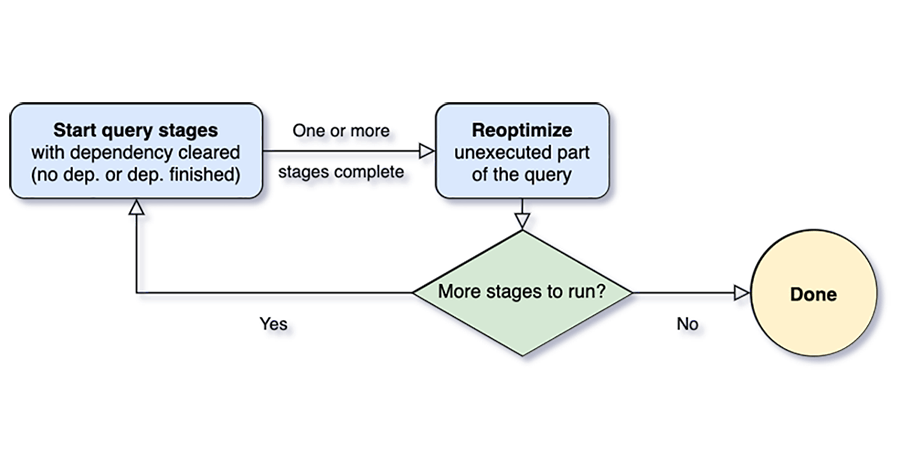 Start query stages
with dependency cleared
(no dep. or dep. finished)
One or more
stages complete
Reoptimize
unexecuted part
of the query
More stages to run?
Yes
No
Done